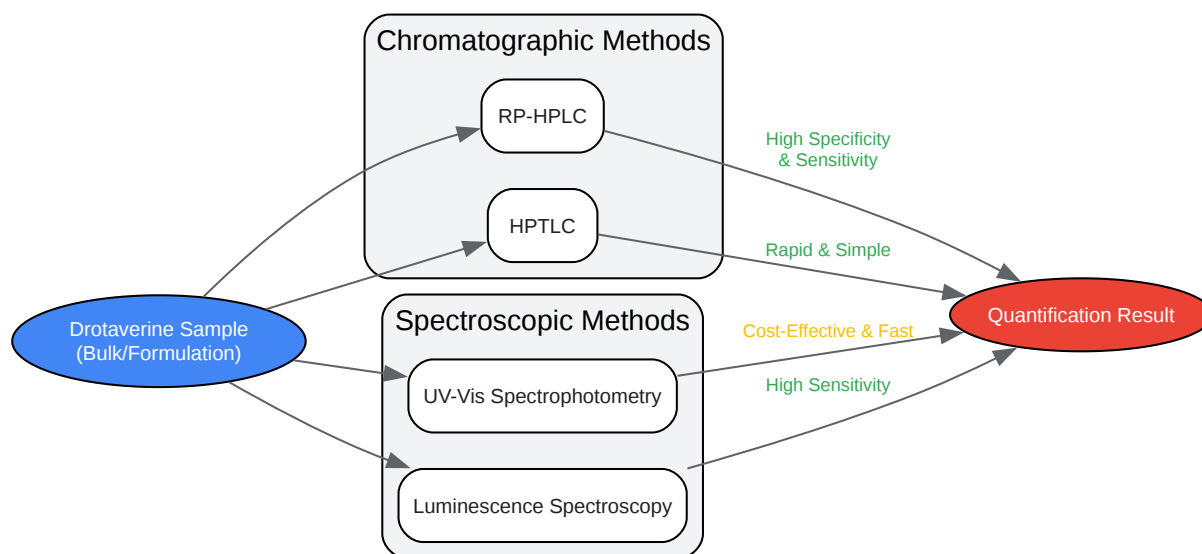 Chromatographic Methods
RP-HPLC
High Specificity
& Sensitivity
HPTLC
Rapid & Simple
Drotaverine Sample
(Bulk/Formulation)
Spectroscopic Methods
Cost-Effective & Fast
Quantification Result
UV-Vis Spectrophotometry
High Sensitivity
Luminescence Spectroscopy